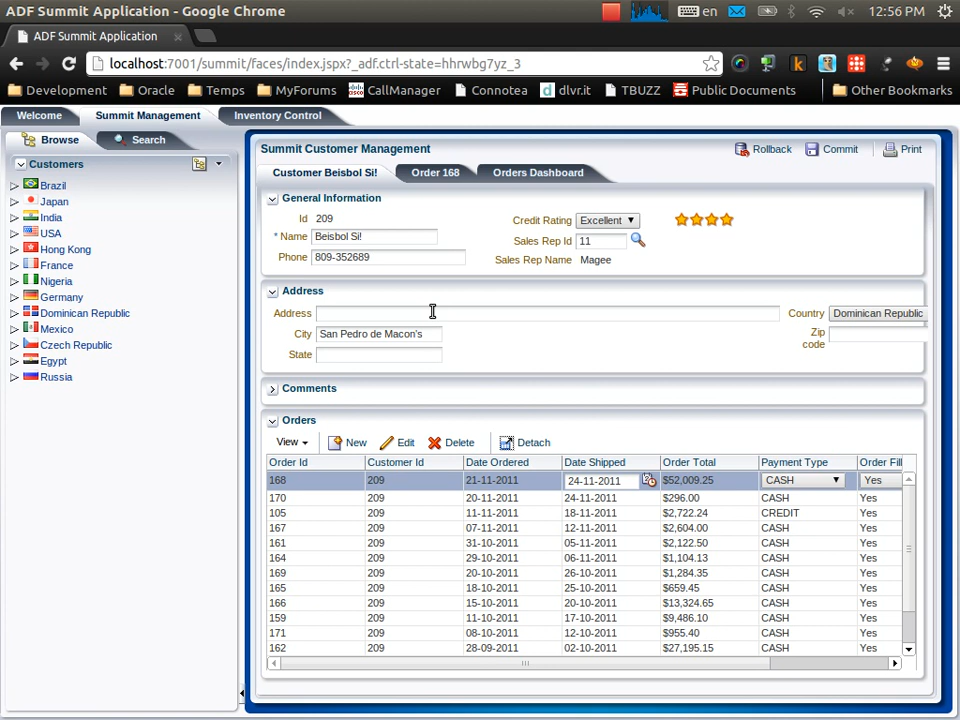 ADF Summit Application - Google Chrome
en
12:56 PM
ADF Summit Application
localhost:7001/summit/faces/index.jspx?_adf.ctrl-state=hhrwbg7yz_3
Development Oracle Temps MyForums CallManager Connotea dlvr.it TBUZZ Public Documents Other Bookmarks
Welcome Summit Management Inventory Control
Browse Search
Customers
Brazil
Japan
India
USA
Hong Kong
France
Nigeria
Germany
Dominican Republic
Mexico
Czech Republic
Egypt
Russia
Summit Customer Management
Rollback Commit Print
Customer Beisbol Si! Order 168 Orders Dashboard
General Information
Id 209
* Name Beisbol Si!
Phone 809-352689
Credit Rating Excellent
Sales Rep Id 11
Sales Rep Name Magee
Address
Address
City San Pedro de Macon's
State
Country Dominican Republic
Zip code
Comments
Orders
View New Edit Delete Detach
Order Id Customer Id Date Ordered Date Shipped Order Total Payment Type Order Fill
168 209 21-11-2011 24-11-2011 $52,009.25 CASH Yes
170 209 20-11-2011 24-11-2011 $296.00 CASH Yes
105 209 11-11-2011 18-11-2011 $2,722.24 CREDIT Yes
167 209 07-11-2011 12-11-2011 $2,604.00 CASH Yes
161 209 31-10-2011 05-11-2011 $2,122.50 CASH Yes
164 209 29-10-2011 06-11-2011 $1,104.13 CASH Yes
169 209 20-10-2011 26-10-2011 $1,284.35 CASH Yes
165 209 18-10-2011 25-10-2011 $659.45 CASH Yes
166 209 15-10-2011 20-10-2011 $13,324.65 CASH Yes
159 209 11-10-2011 17-10-2011 $9,486.10 CASH Yes
171 209 08-10-2011 12-10-2011 $955.40 CASH Yes
162 209 28-09-2011 02-10-2011 $27,195.15 CASH Yes